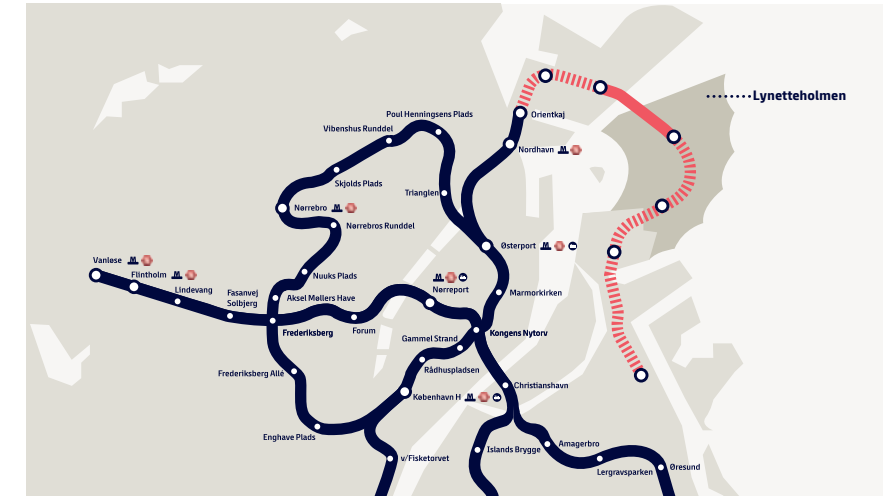 Lynetteholmen
Orientkaj
Poul Henningsens Plads
Vibenshus Runddel
Nordhavn
Skjolds Plads
Trianglen
Nørrebro
Nørrebros Runddel
Østerport
Vanløse
Flintholm
Nuuks Plads
Lindevang
Fasanvej
Solbjerg
Aksel Møllers Have
Nørreport
Marmorkirken
Forum
Frederiksberg
Gammel Strand
Kongens Nytorv
Rådhuspladsen
Frederiksberg Allé
Christianshavn
København H
Enghave Plads
Islands Brygge
Amagerbro
v/Fisketorvet
Lergravsparken
Øresund